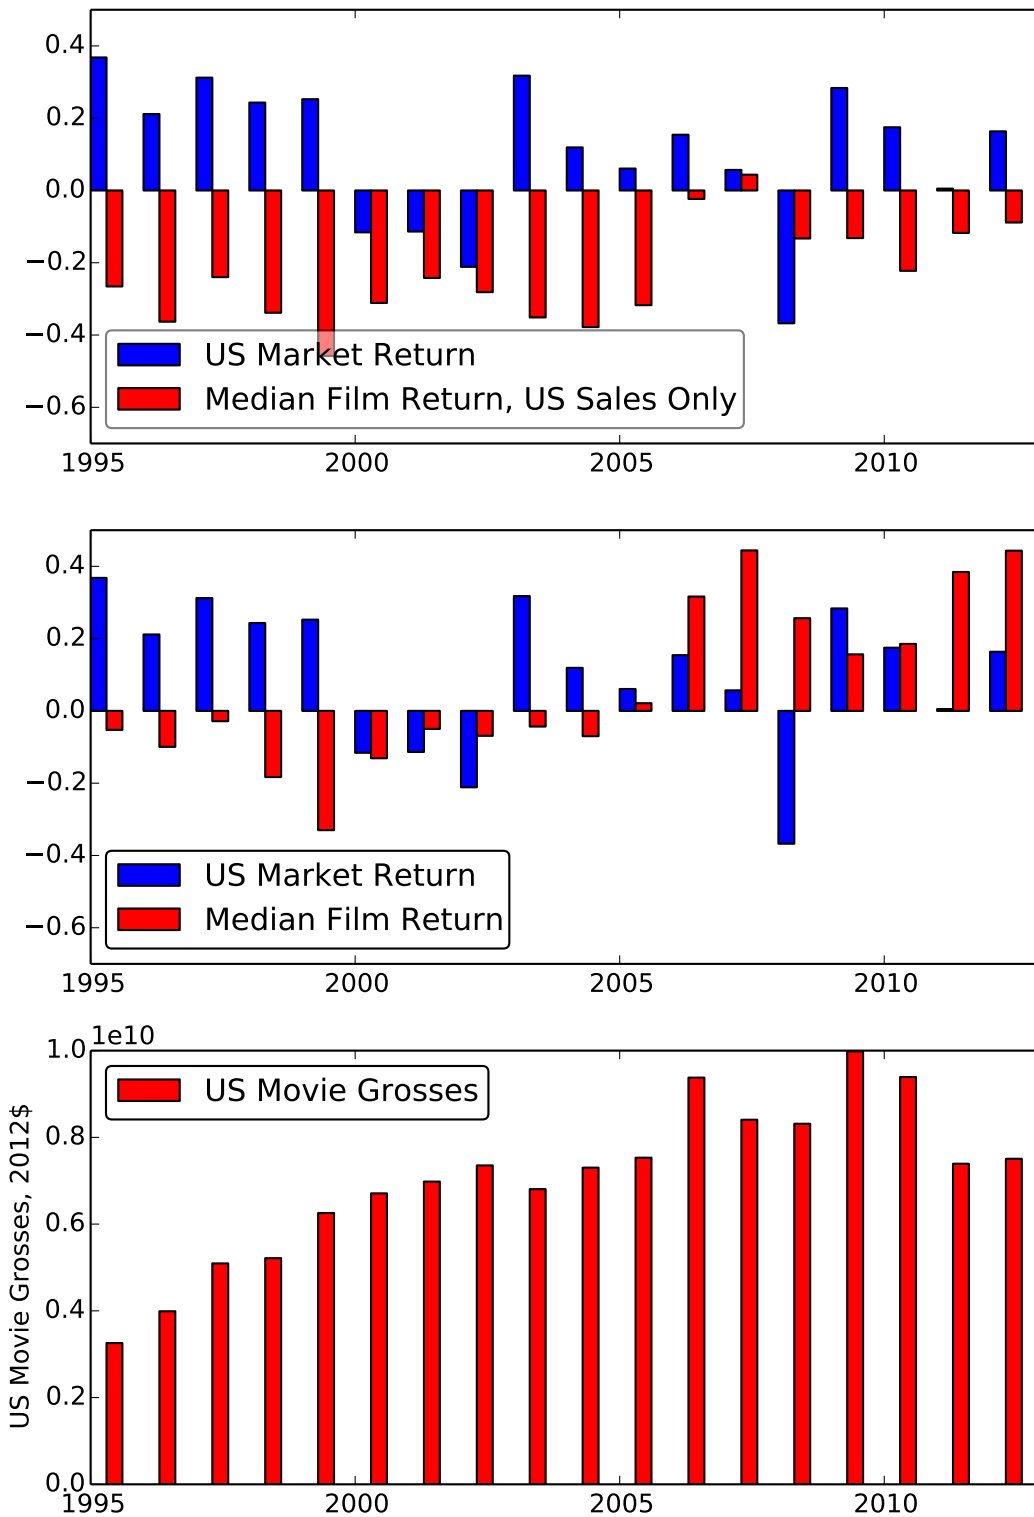 0.4
0.2
0.0
−0.2
−0.4
−0.6
US Market Return
Median Film Return, US Sales Only
1995 2000 2005 2010
0.4
0.2
0.0
−0.2
−0.4
−0.6
US Market Return
Median Film Return
1995 2000 2005 2010
1e10
1.0
0.8
0.6
0.4
0.2
0.0
US Movie Grosses, 2012$
US Movie Grosses
1995 2000 2005 2010